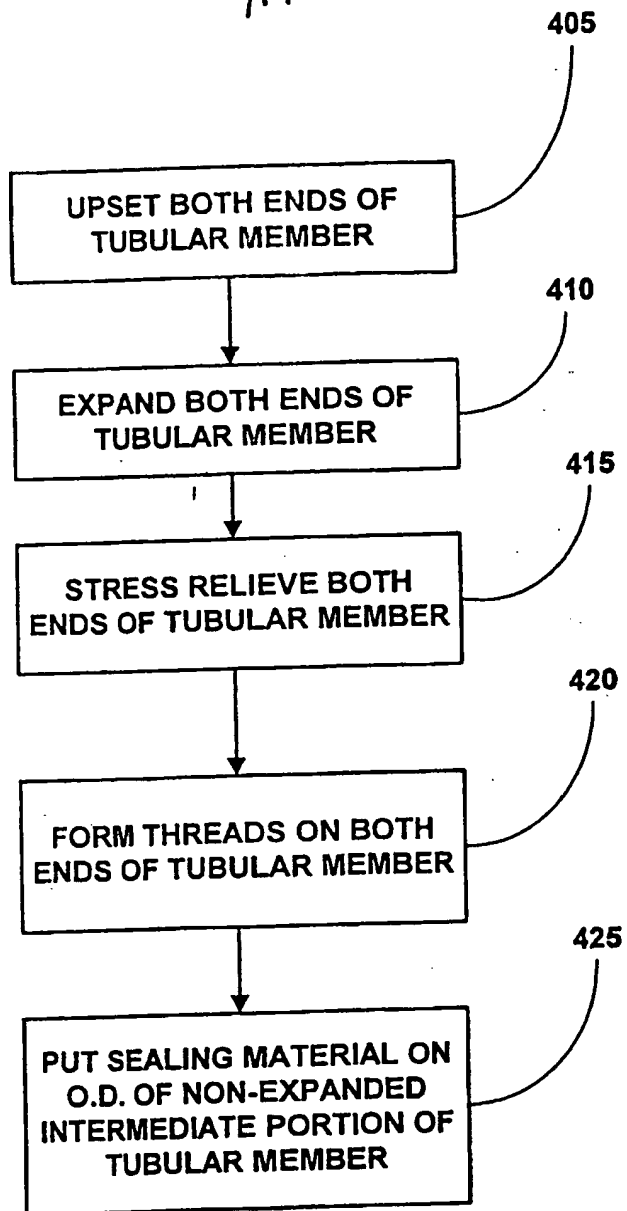 405
UPSET BOTH ENDS OF
TUBULAR MEMBER
410
EXPAND BOTH ENDS OF
TUBULAR MEMBER
415
STRESS RELIEVE BOTH
ENDS OF TUBULAR MEMBER
420
FORM THREADS ON BOTH
ENDS OF TUBULAR MEMBER
425
PUT SEALING MATERIAL ON
O.D. OF NON-EXPANDED
INTERMEDIATE PORTION OF
TUBULAR MEMBER